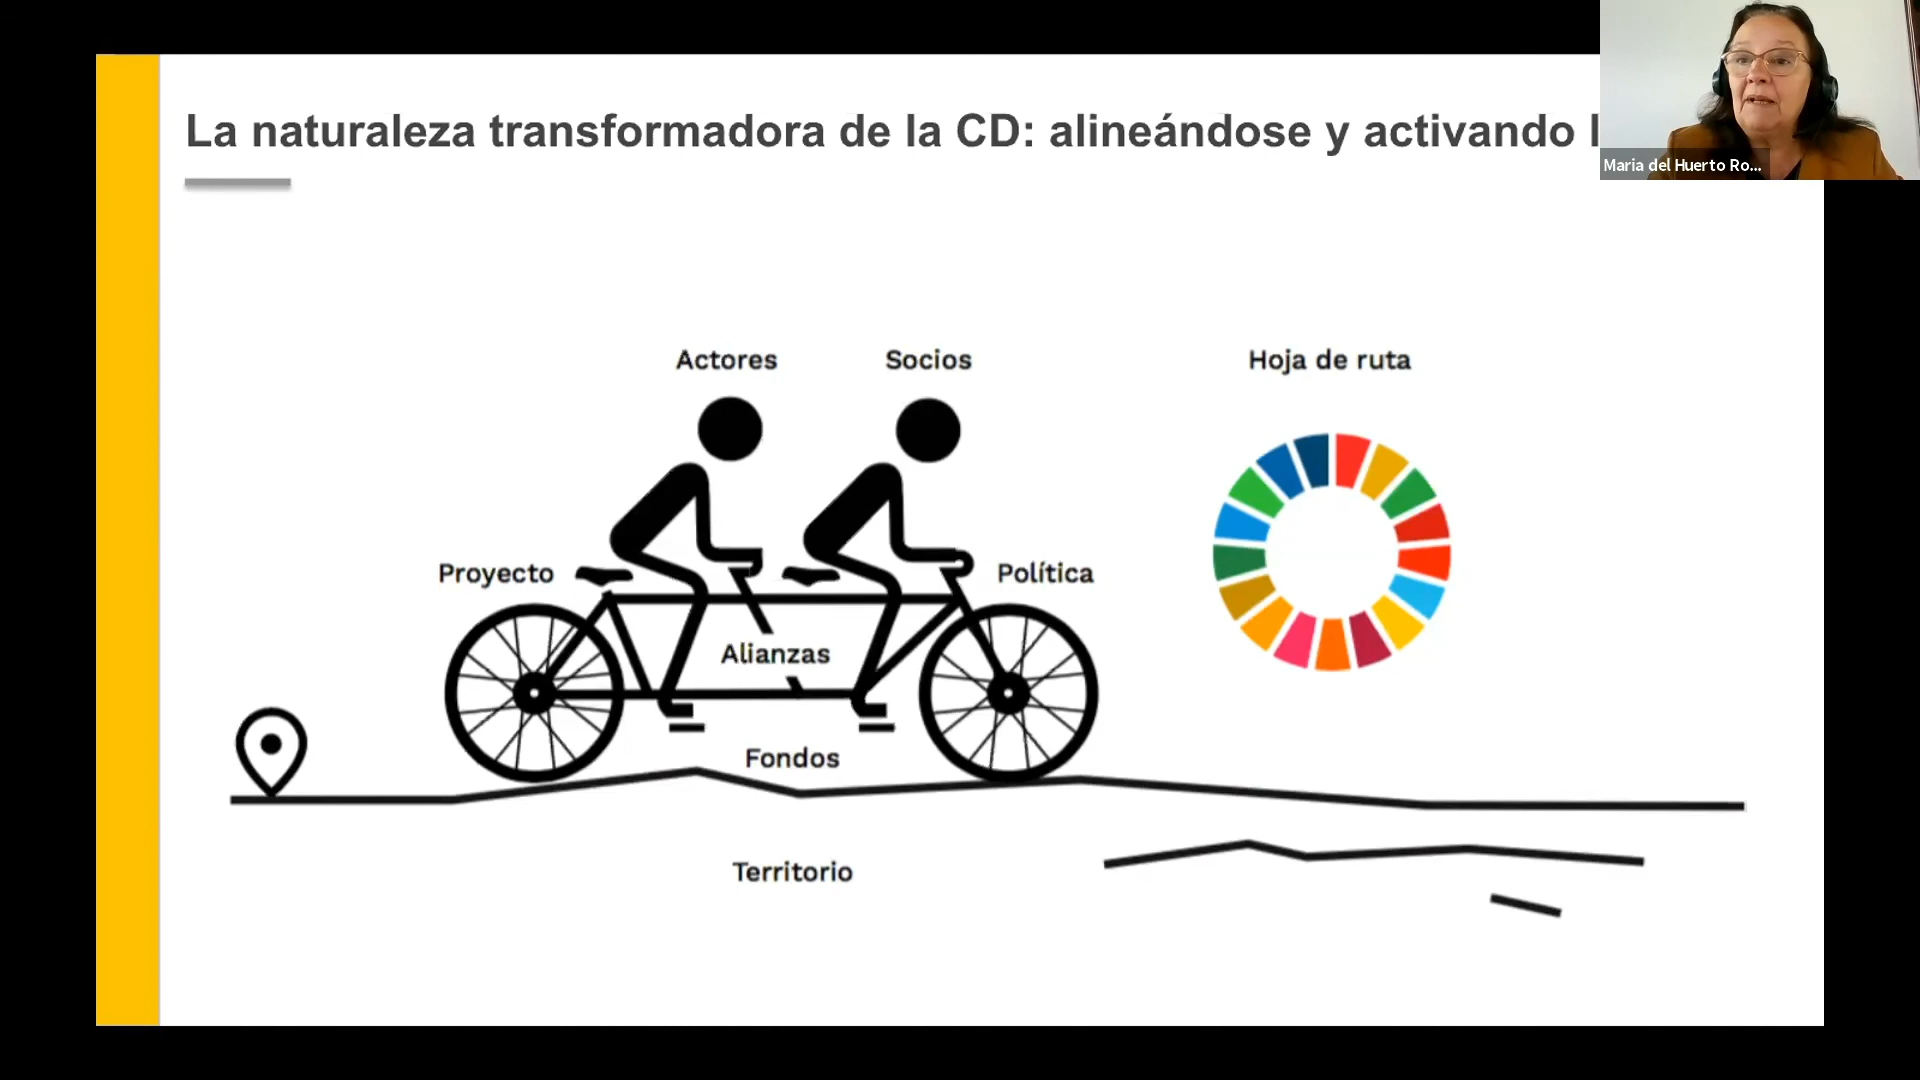 La naturaleza transformadora de la CD: alineándose y activando
Maria del Huerto Ro...
Actores
Socios
Hoja de ruta
Proyecto
Política
Alianzas
Fondos
Territorio